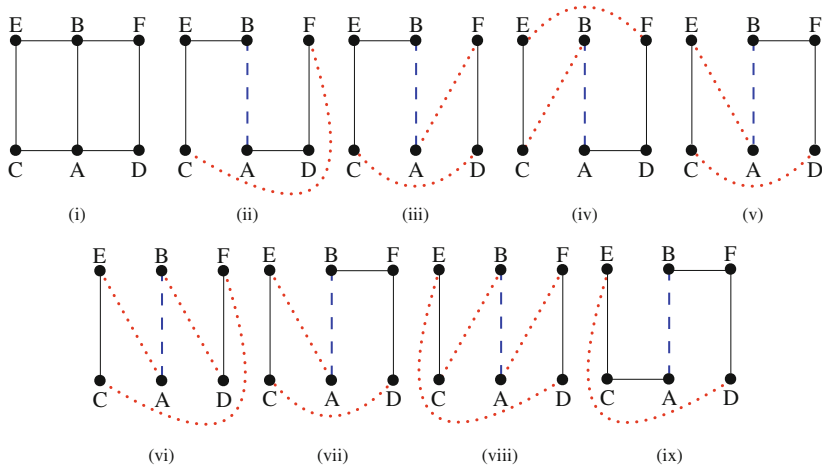 E B F E B F E B F E B F E B F
C A D C A D C A D C A D C A D
(i) (ii) (iii) (iv) (v)
E B F E B F E B F E B F
C A D C A D C A D C A D
(vi) (vii) (viii) (ix)